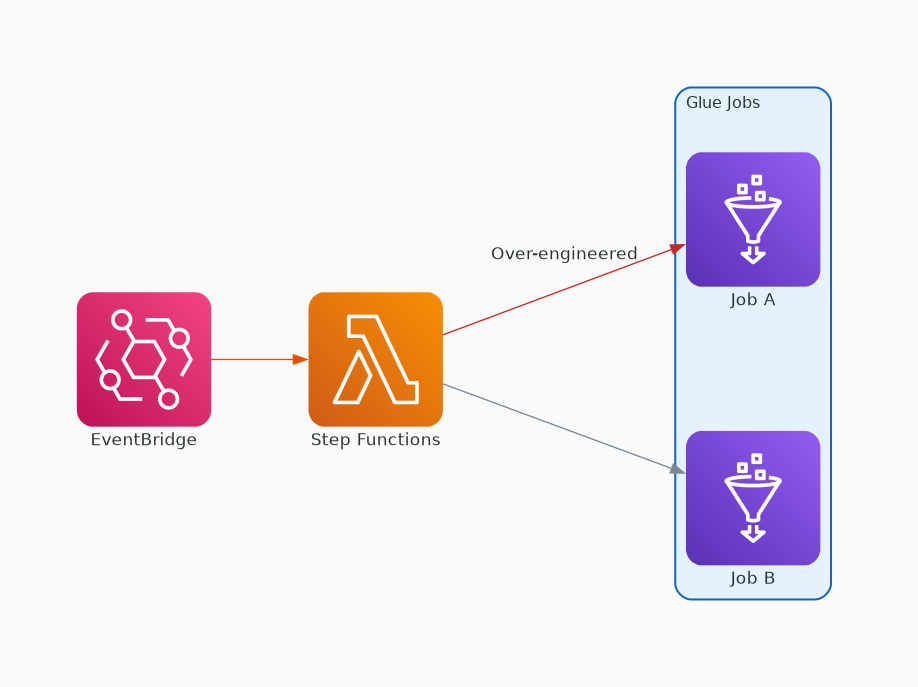 Glue Jobs
Over-engineered
Job A
EventBridge
Step Functions
Job B